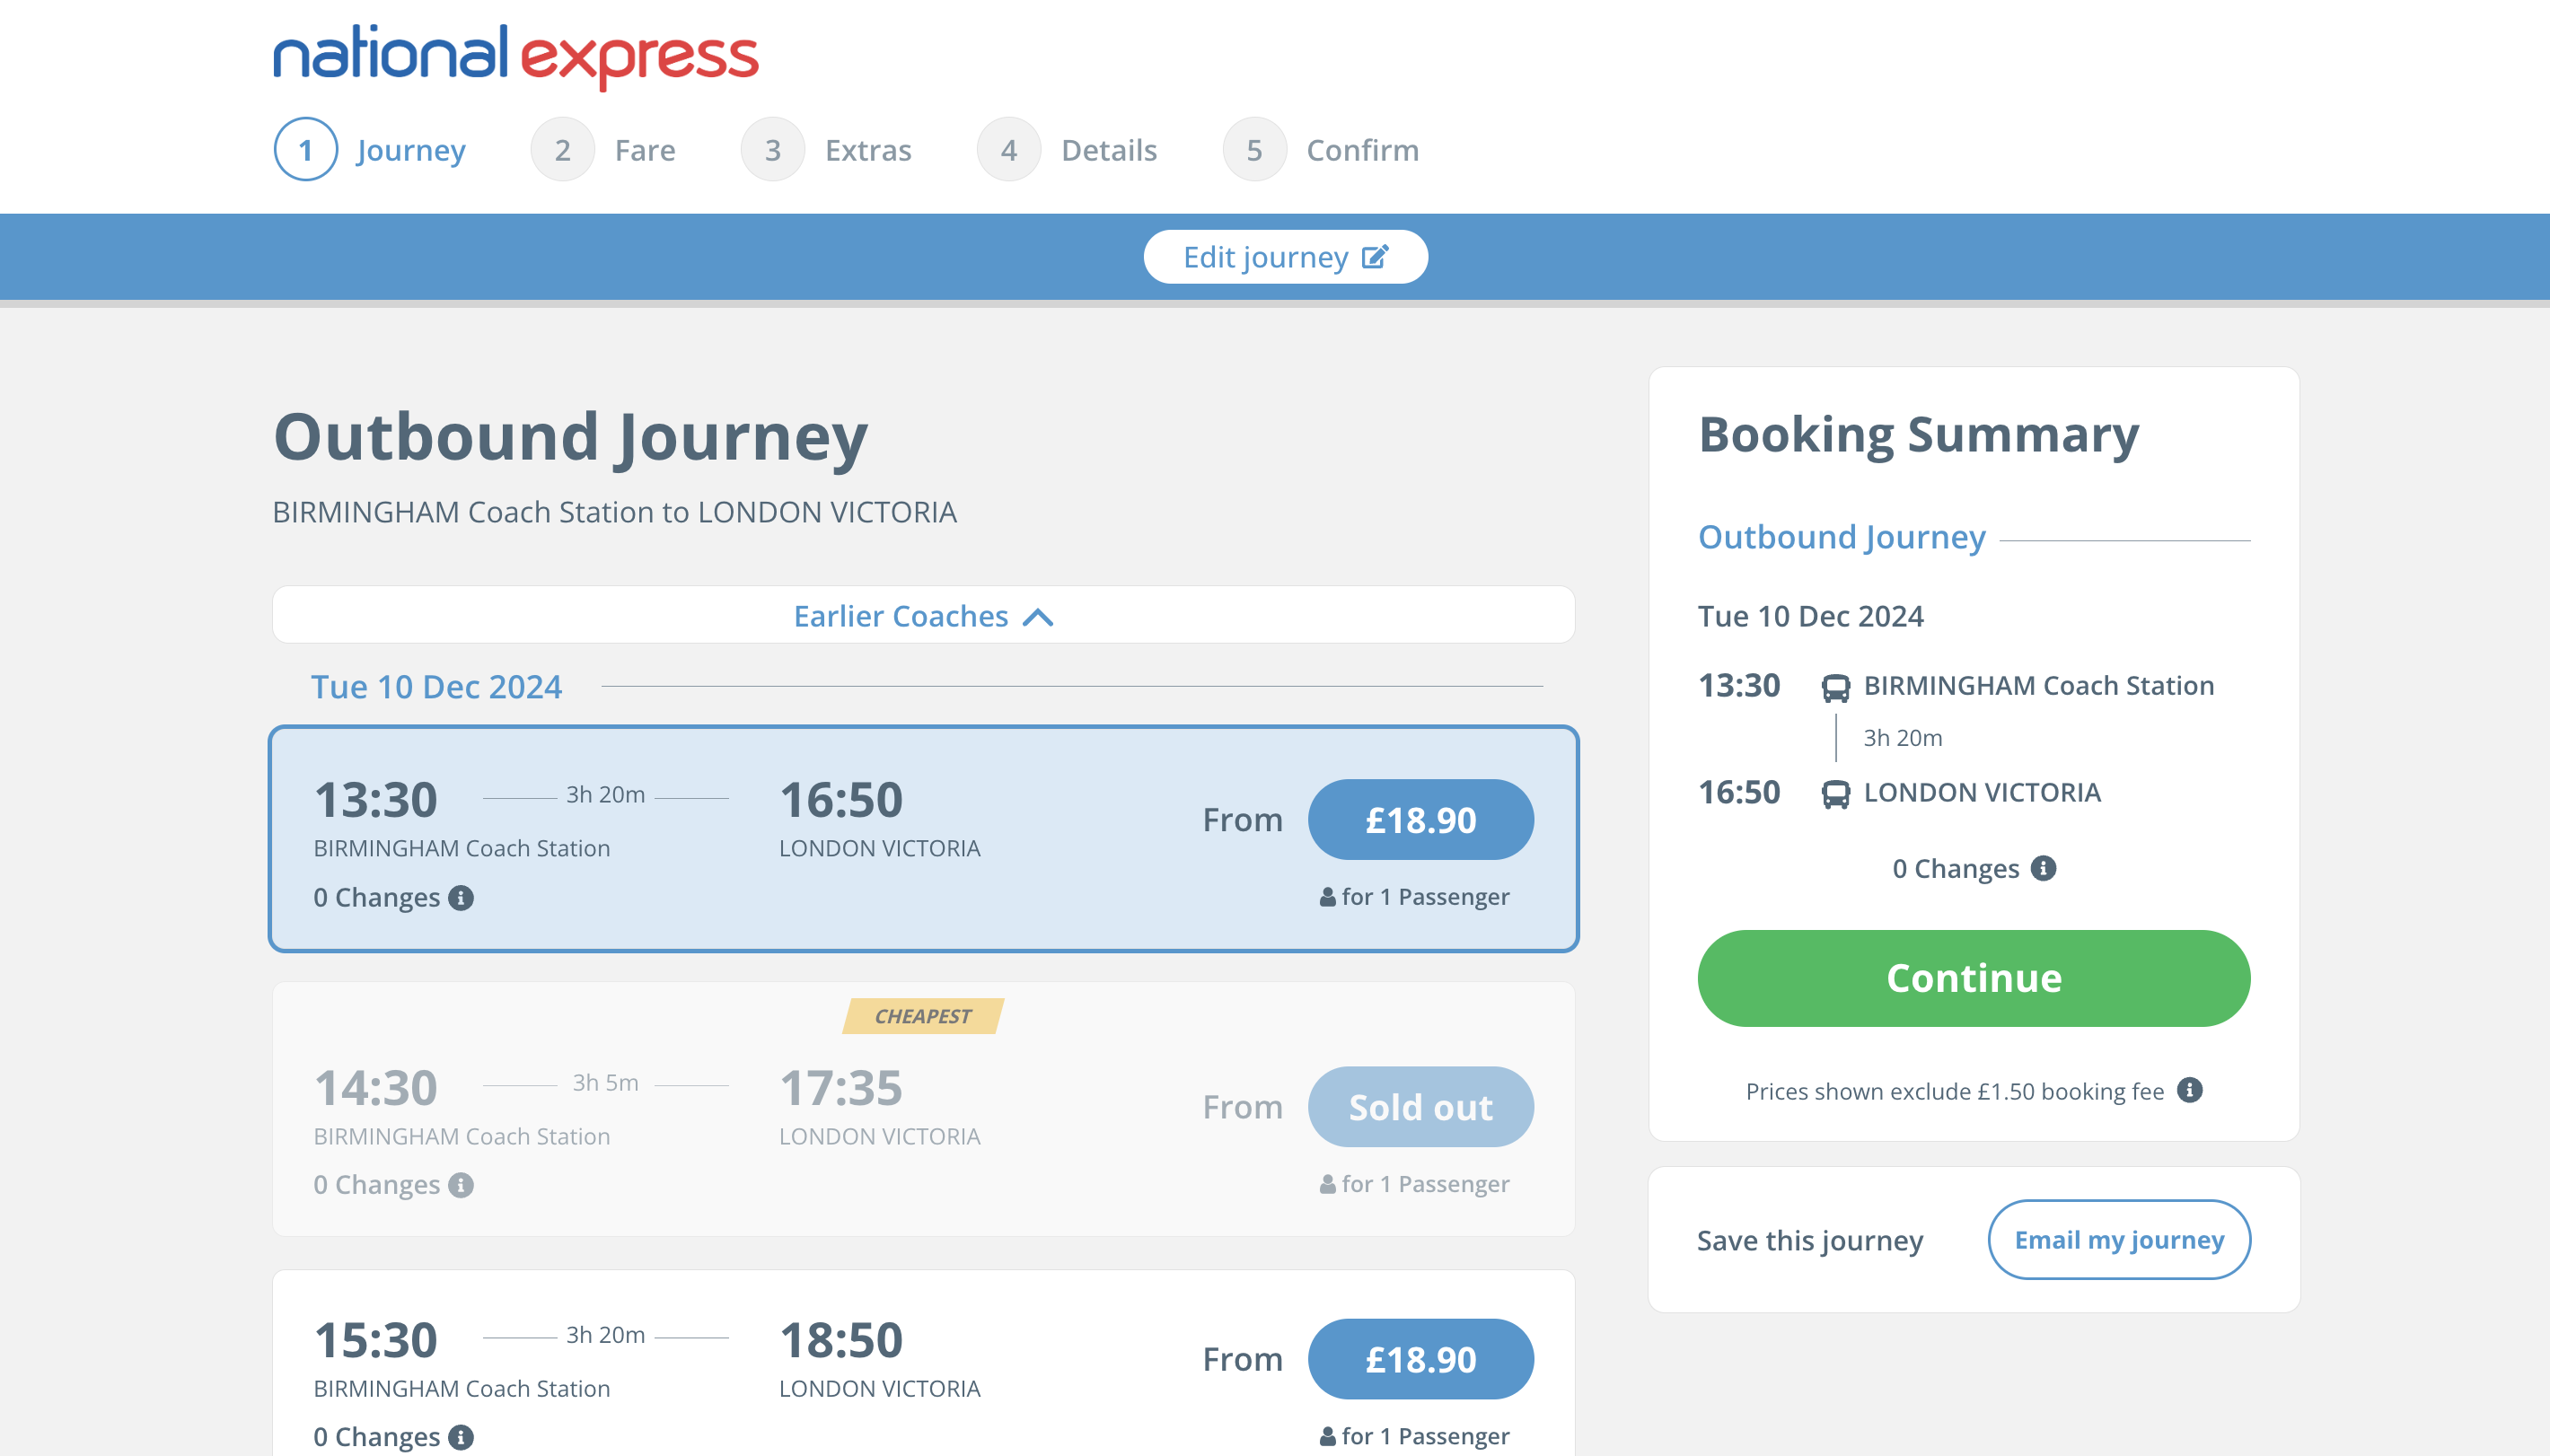 national express
1 Journey 2 Fare 3 Extras 4 Details 5 Confirm
Edit journey
Outbound Journey
BIRMINGHAM Coach Station to LONDON VICTORIA
Earlier Coaches
Tue 10 Dec 2024
13:30 3h 20m 16:50
From £18.90
BIRMINGHAM Coach Station LONDON VICTORIA
0 Changes
for 1 Passenger
CHEAPEST
14:30 3h 5m 17:35
From Sold out
BIRMINGHAM Coach Station LONDON VICTORIA
0 Changes
for 1 Passenger
15:30 3h 20m 18:50
From £18.90
BIRMINGHAM Coach Station LONDON VICTORIA
0 Changes
for 1 Passenger
Booking Summary
Outbound Journey
Tue 10 Dec 2024
13:30 BIRMINGHAM Coach Station
3h 20m
16:50 LONDON VICTORIA
0 Changes
Continue
Prices shown exclude £1.50 booking fee
Save this journey Email my journey